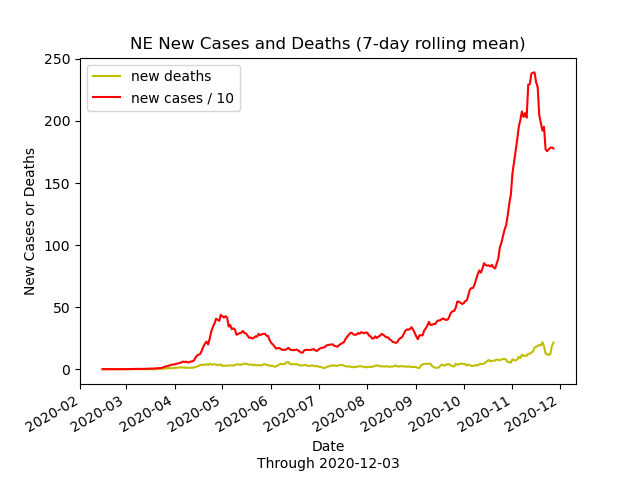 NE New Cases and Deaths (7-day rolling mean)
new deaths
new cases / 10
250
200
150
100
50
0
New Cases or Deaths
2020-02
2020-03
2020-04
2020-05
2020-06
2020-07
2020-08
2020-09
2020-10
2020-11
2020-12
Date
Through 2020-12-03